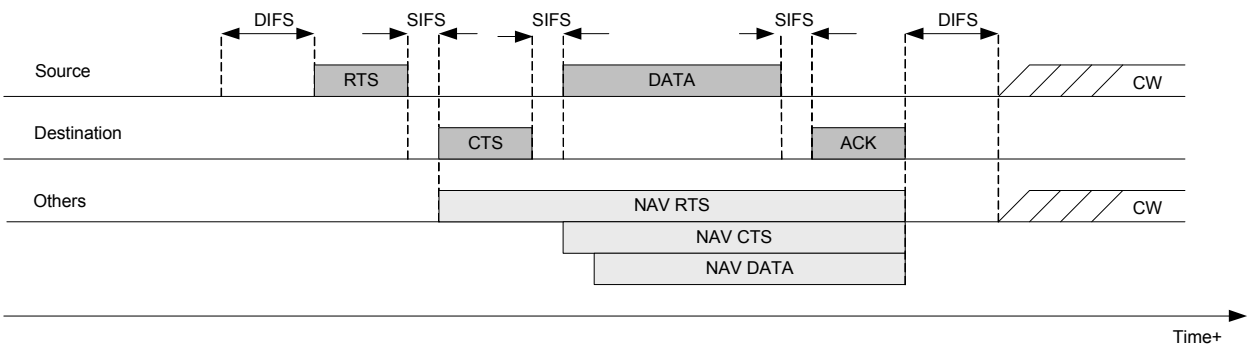 DIFS SIFS SIFS SIFS DIFS
Source RTS DATA CW
Destination CTS ACK
Others NAV RTS CW
NAV CTS
NAV DATA
Time+